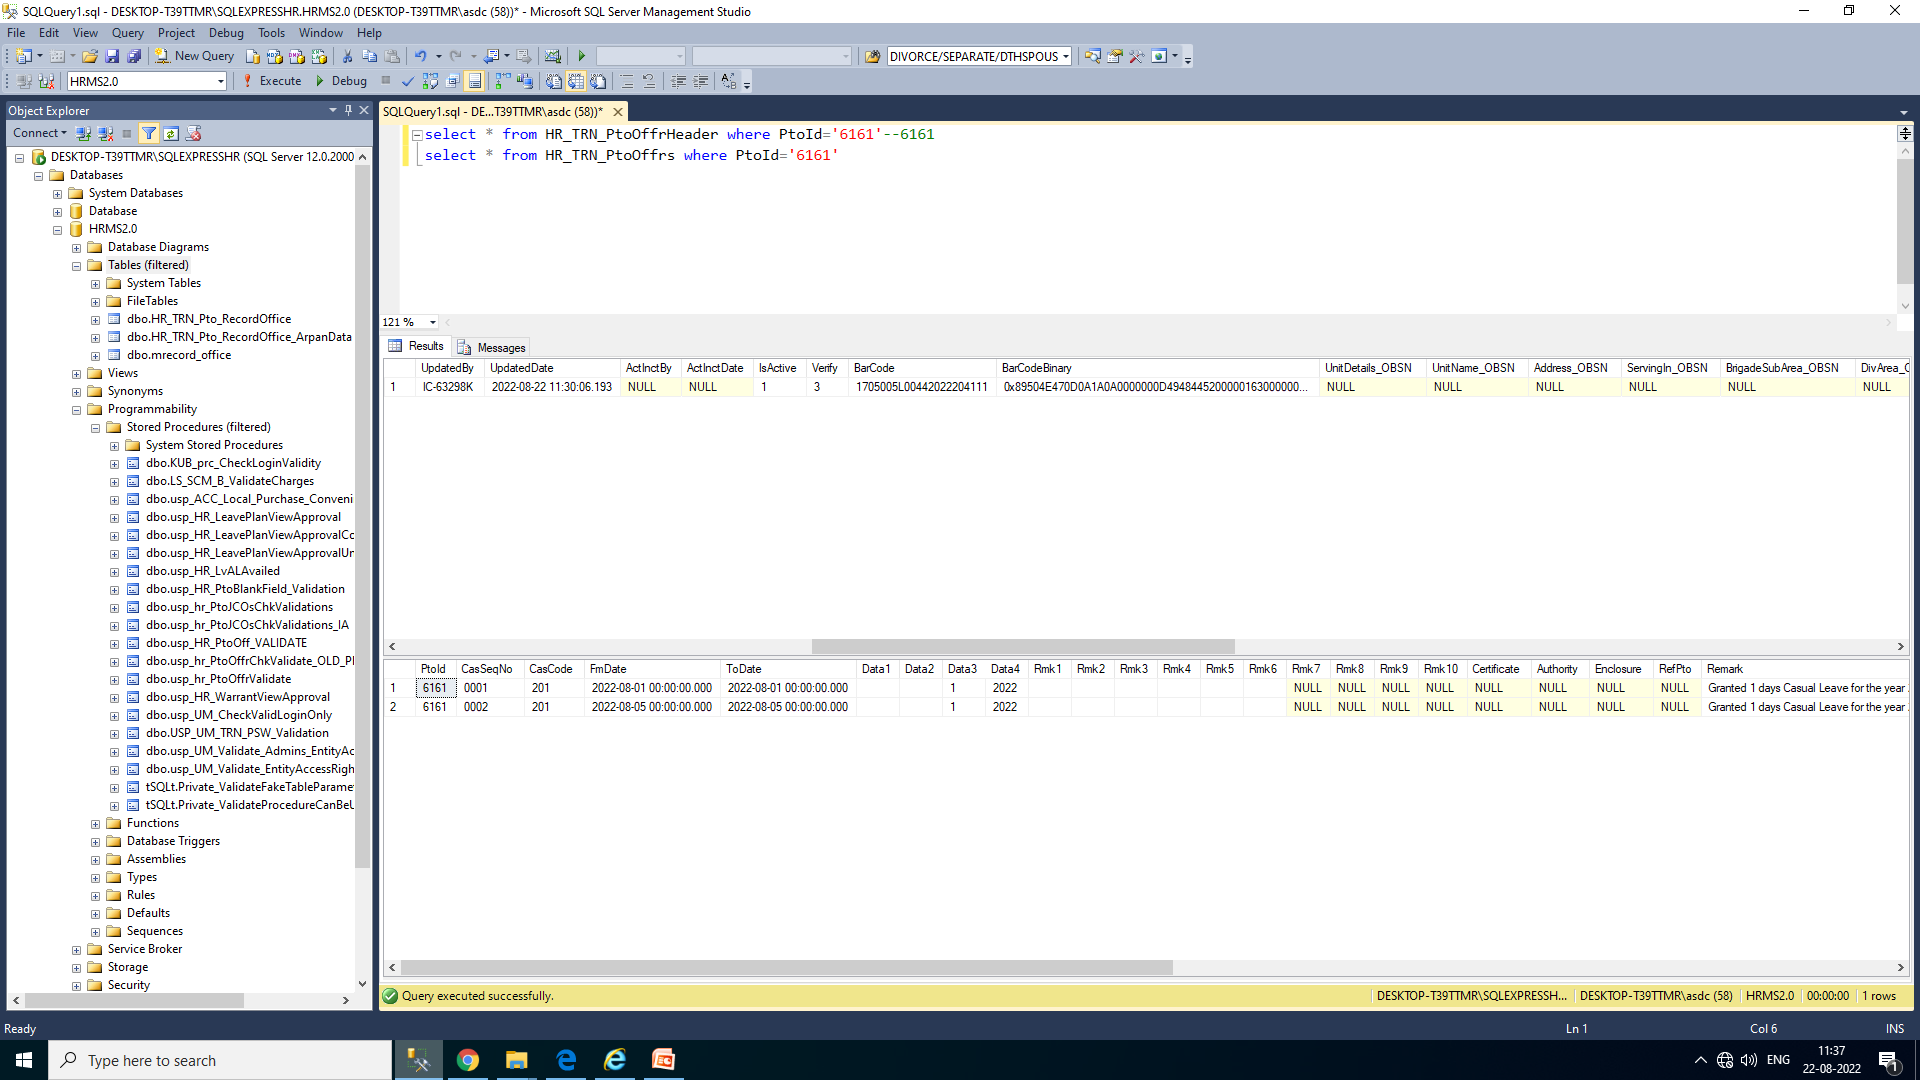 SQLQuery1.sql - DESKTOP-T39TTMR\SQLEXPRESSHR.HRMS2.0 (DESKTOP-T39TTMR\asdc (58))* - Microsoft SQL Server Management Studio
File Edit View Query Project Debug Tools Window Help
New Query DIVORCE/SEPARATE/DTHSPOUS
HRMS2.0 Execute Debug
Object Explorer
Connect
DESKTOP-T39TTMR\SQLEXPRESSHR (SQL Server 12.0.2000
Databases
System Databases
Database
HRMS2.0
Database Diagrams
Tables (filtered)
System Tables
FileTables
dbo.HR_TRN_Pto_RecordOffice
dbo.HR_TRN_Pto_RecordOffice_ArpanData
dbo.mrecord_office
Views
Synonyms
Programmability
Stored Procedures (filtered)
System Stored Procedures
dbo.KUB_prc_CheckLoginValidity
dbo.LS_SCM_B_ValidateCharges
dbo.usp_ACC_Local_Purchase_Conveni
dbo.usp_HR_LeavePlanViewApproval
dbo.usp_HR_LeavePlanViewApprovalCo
dbo.usp_HR_LeavePlanViewApprovalUn
dbo.usp_HR_LvALAvailed
dbo.usp_HR_PtoBlankField_Validation
dbo.usp_hr_PtoJCOsChkValidations
dbo.usp_hr_PtoJCOsChkValidations_IA
dbo.usp_HR_PtoOff_VALIDATE
dbo.usp_hr_PtoOffrChkValidate_OLD_Pl
dbo.usp_hr_PtoOffrValidate
dbo.usp_HR_WarrantViewApproval
dbo.usp_UM_CheckValidLoginOnly
dbo.USP_UM_TRN_PSW_Validation
dbo.usp_UM_Validate_Admins_EntityAc
dbo.usp_UM_Validate_EntityAccessRigh
tSQLt.Private_ValidateFakeTableParame
tSQLt.Private_ValidateProcedureCanBeU
Functions
Database Triggers
Assemblies
Types
Rules
Defaults
Sequences
Service Broker
Storage
Security
SQLQuery1.sql - DE...T39TTMR\asdc (58))*
select * from HR_TRN_PtoOffrHeader where PtoId='6161'--6161
select * from HR_TRN_PtoOffrs where PtoId='6161'
121 %
Results Messages
UpdatedBy UpdatedDate ActInctBy ActInctDate IsActive Verify BarCode BarCodeBinary UnitDetails_OBSN UnitName_OBSN Address_OBSN ServingIn_OBSN BrigadeSubArea_OBSN DivArea_O
1 IC-63298K 2022-08-22 11:30:06.193 NULL NULL 1 3 1705005L00442022204111 0x89504E470D0A1A0A0000000D4948445200000163000000... NULL NULL NULL NULL NULL NULL
PtoId CasSeqNo CasCode FmDate ToDate Data1 Data2 Data3 Data4 Rmk1 Rmk2 Rmk3 Rmk4 Rmk5 Rmk6 Rmk7 Rmk8 Rmk9 Rmk10 Certificate Authority Enclosure RefPto Remark
1 6161 0001 201 2022-08-01 00:00:00.000 2022-08-01 00:00:00.000 1 2022 NULL NULL NULL NULL NULL NULL NULL NULL Granted 1 days Casual Leave for the year
2 6161 0002 201 2022-08-05 00:00:00.000 2022-08-05 00:00:00.000 1 2022 NULL NULL NULL NULL NULL NULL NULL NULL Granted 1 days Casual Leave for the year
Query executed successfully. DESKTOP-T39TTMR\SQLEXPRESSH... DESKTOP-T39TTMR\asdc (58) HRMS2.0 00:00:00 1 rows
Ready Ln 1 Col 6 INS
Type here to search
ENG
11:37
22-08-2022
1